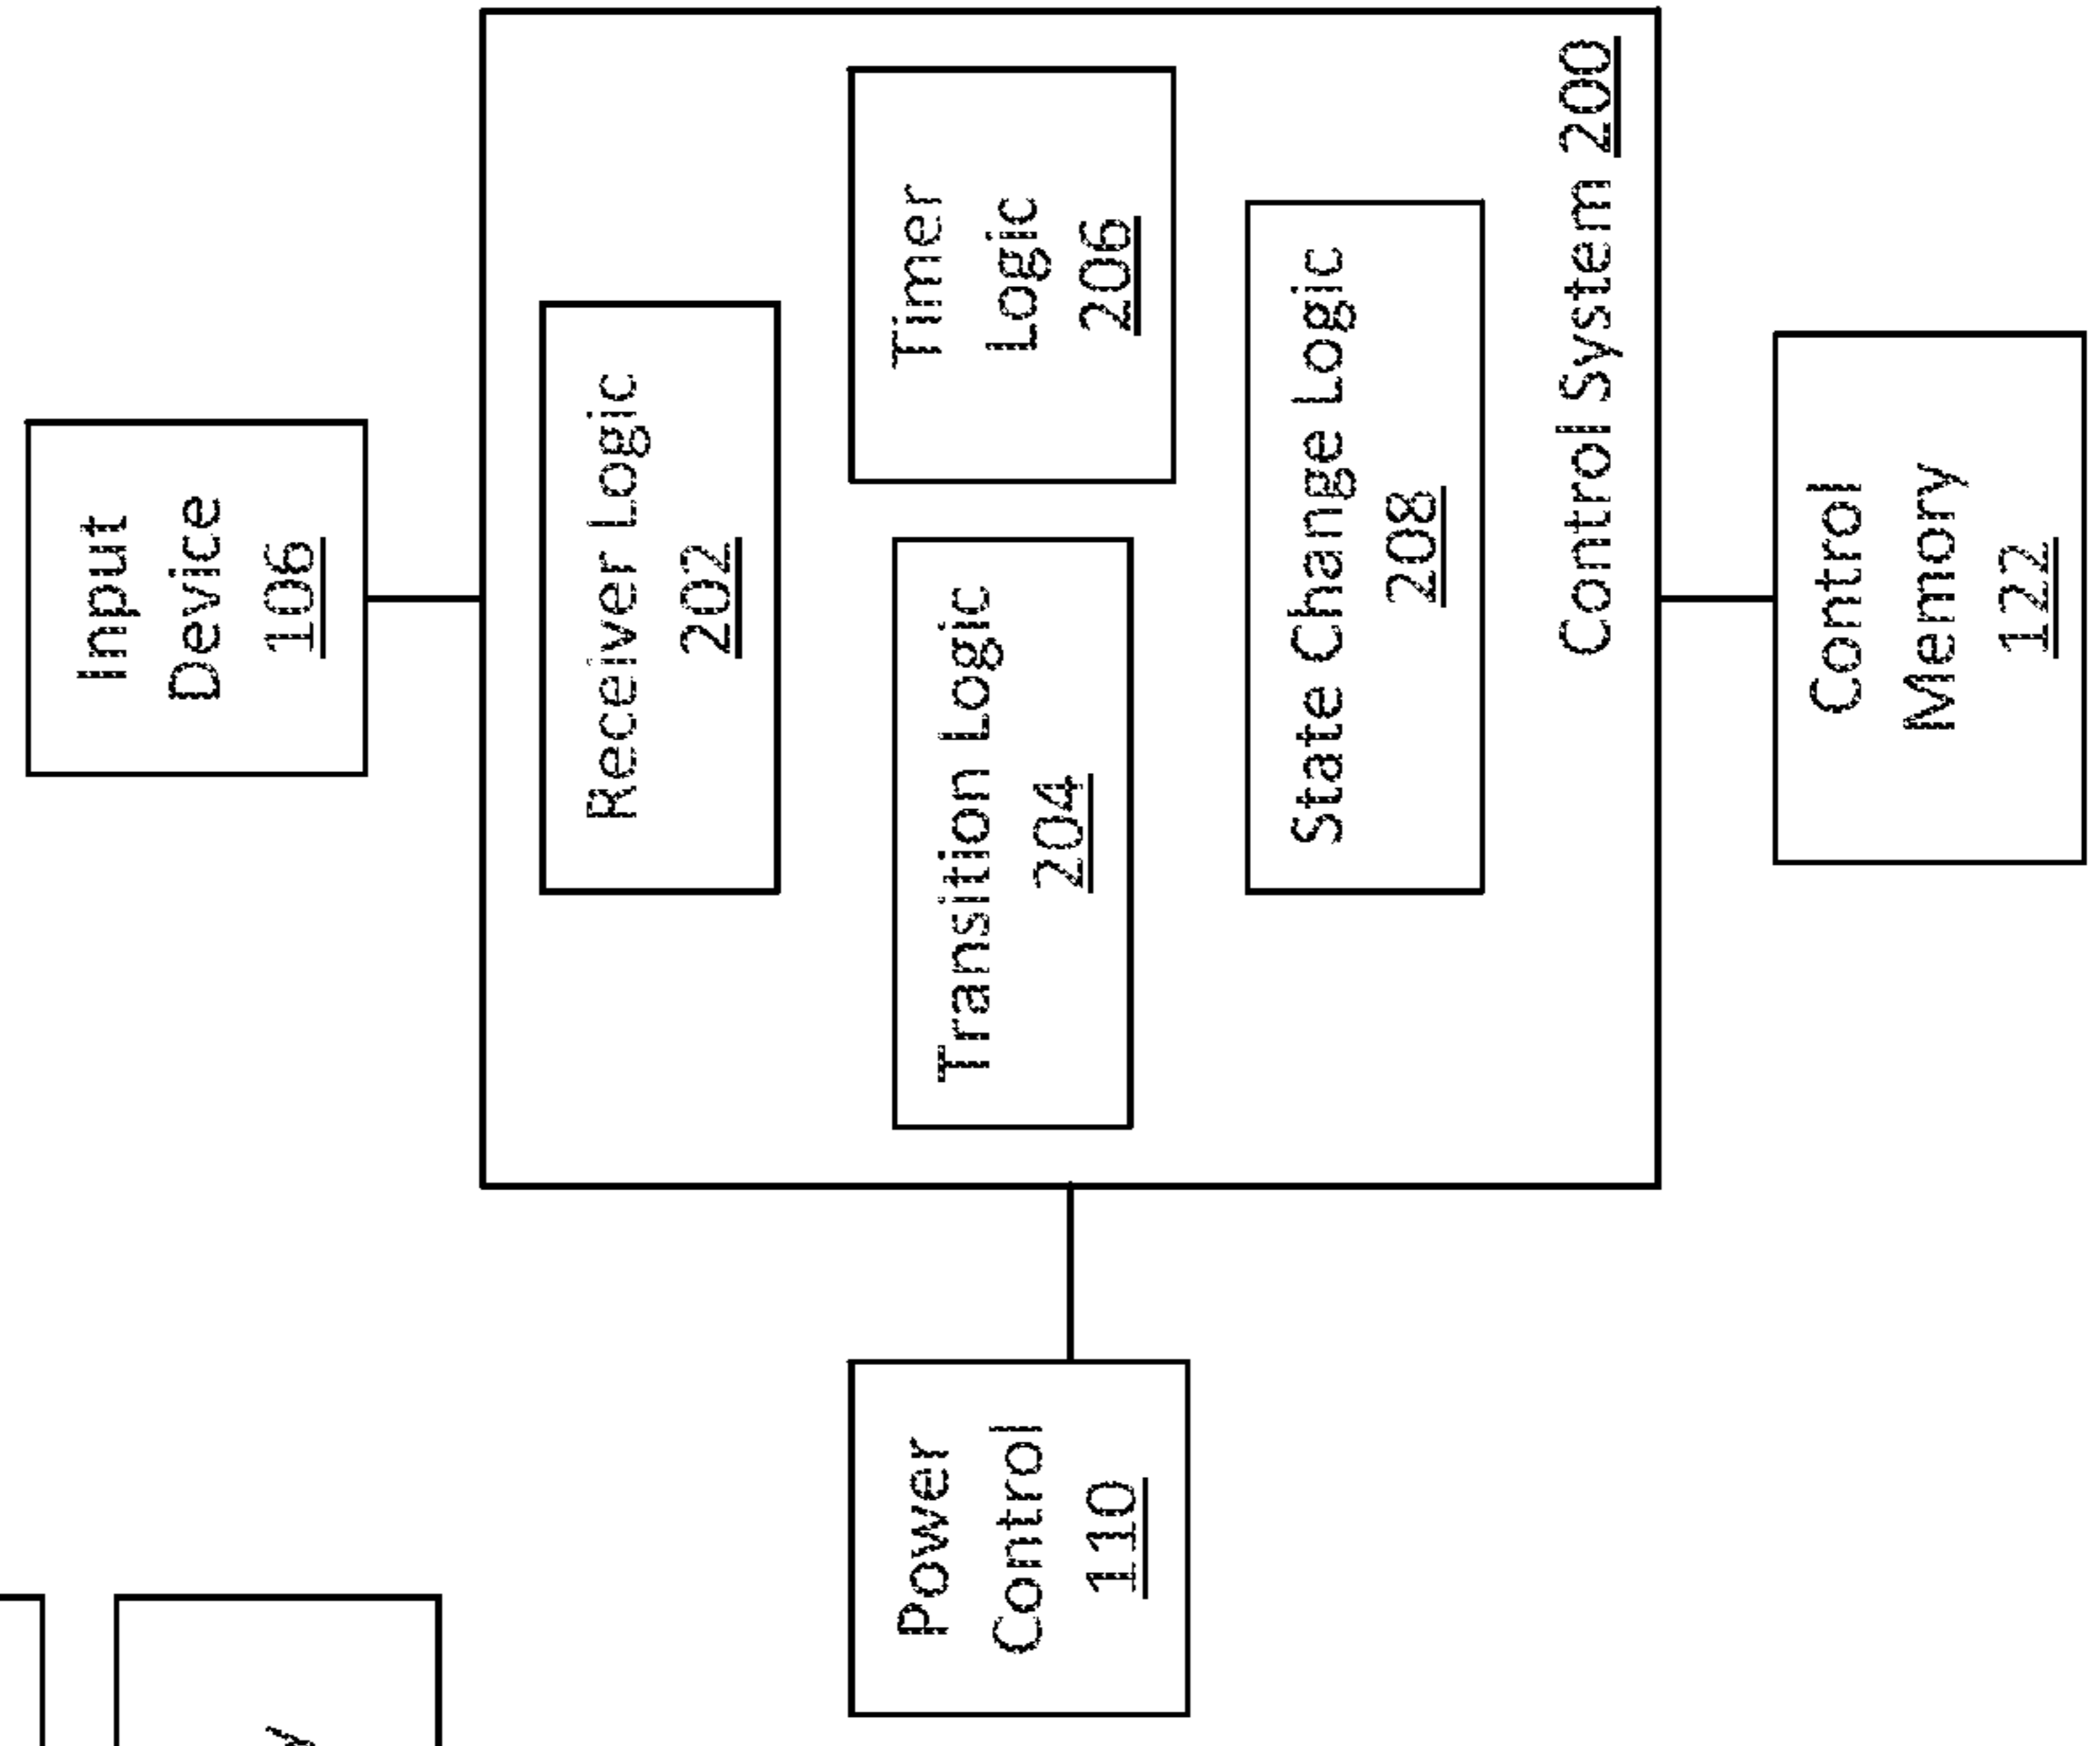 Input
Device
106
Receiver Logic
202
Transition Logic
204
Timer
Logic
206
State Change Logic
208
Control System 200
Power
Control
110
Control
Memory
122